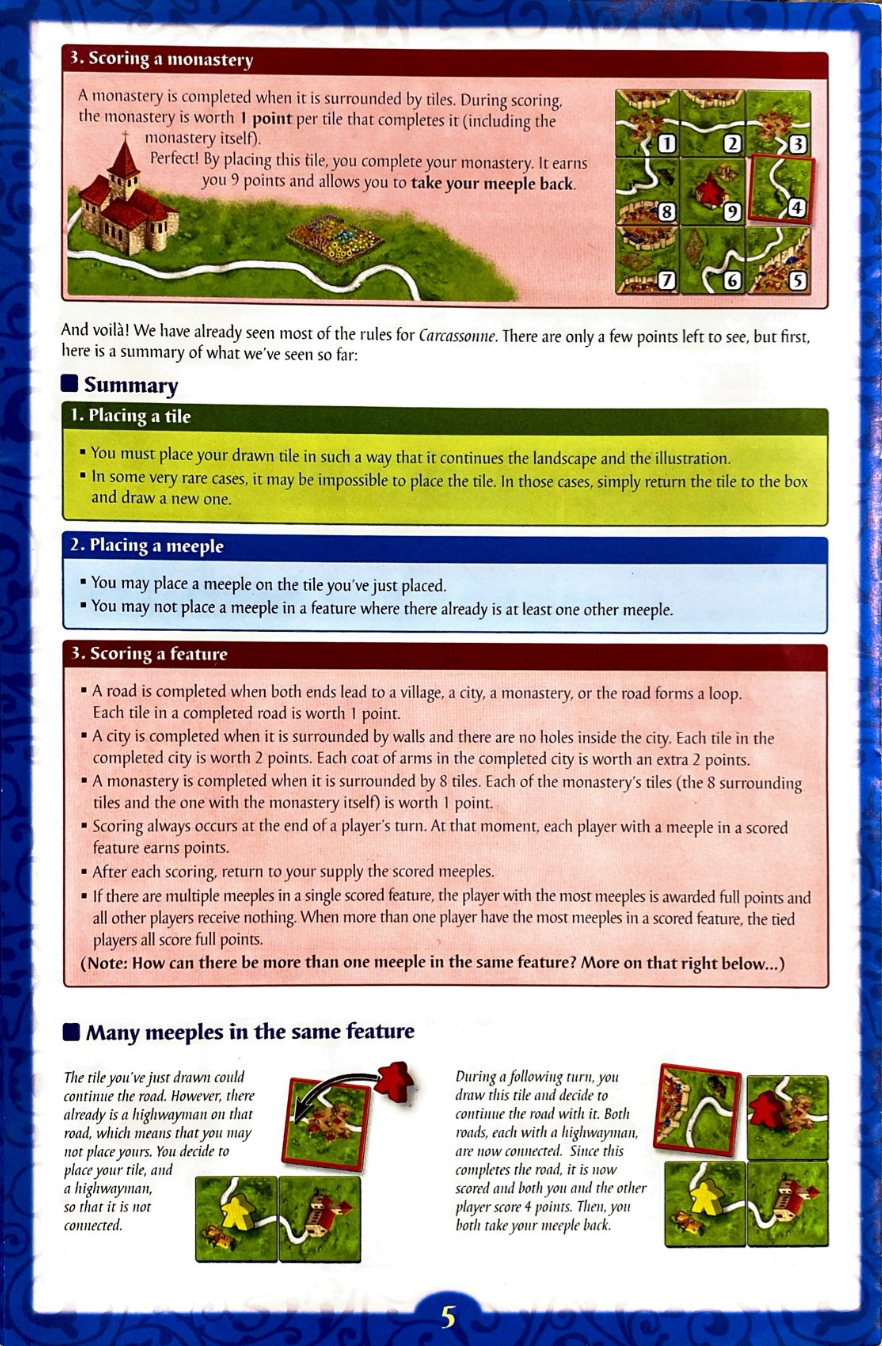 3. Scoring a monastery
A monastery is completed when it is surrounded by tiles. During scoring,
the monastery is worth 1 point per tile that completes it (including the
monastery itself).
Perfect! By placing this tile, you complete your monastery. It earns
you 9 points and allows you to take your meeple back.
1 2 3
8 9 4
7 6 5
And voilà! We have already seen most of the rules for Carcassonne. There are only a few points left to see, but first,
here is a summary of what we've seen so far:
■ Summary
1. Placing a tile
▪ You must place your drawn tile in such a way that it continues the landscape and the illustration.
▪ In some very rare cases, it may be impossible to place the tile. In those cases, simply return the tile to the box
and draw a new one.
2. Placing a meeple
▪ You may place a meeple on the tile you've just placed.
▪ You may not place a meeple in a feature where there already is at least one other meeple.
3. Scoring a feature
▪ A road is completed when both ends lead to a village, a city, a monastery, or the road forms a loop.
Each tile in a completed road is worth 1 point.
▪ A city is completed when it is surrounded by walls and there are no holes inside the city. Each tile in the
completed city is worth 2 points. Each coat of arms in the completed city is worth an extra 2 points.
▪ A monastery is completed when it is surrounded by 8 tiles. Each of the monastery's tiles (the 8 surrounding
tiles and the one with the monastery itself) is worth 1 point.
▪ Scoring always occurs at the end of a player's turn. At that moment, each player with a meeple in a scored
feature earns points.
▪ After each scoring, return to your supply the scored meeples.
▪ If there are multiple meeples in a single scored feature, the player with the most meeples is awarded full points and
all other players receive nothing. When more than one player have the most meeples in a scored feature, the tied
players all score full points.
(Note: How can there be more than one meeple in the same feature? More on that right below...)
■ Many meeples in the same feature
The tile you've just drawn could
continue the road. However, there
already is a highwayman on that
road, which means that you may
not place yours. You decide to
place your tile, and
a highwayman,
so that it is not
connected.
During a following turn, you
draw this tile and decide to
continue the road with it. Both
roads, each with a highwayman,
are now connected. Since this
completes the road, it is now
scored and both you and the other
player score 4 points. Then, you
both take your meeple back.
5